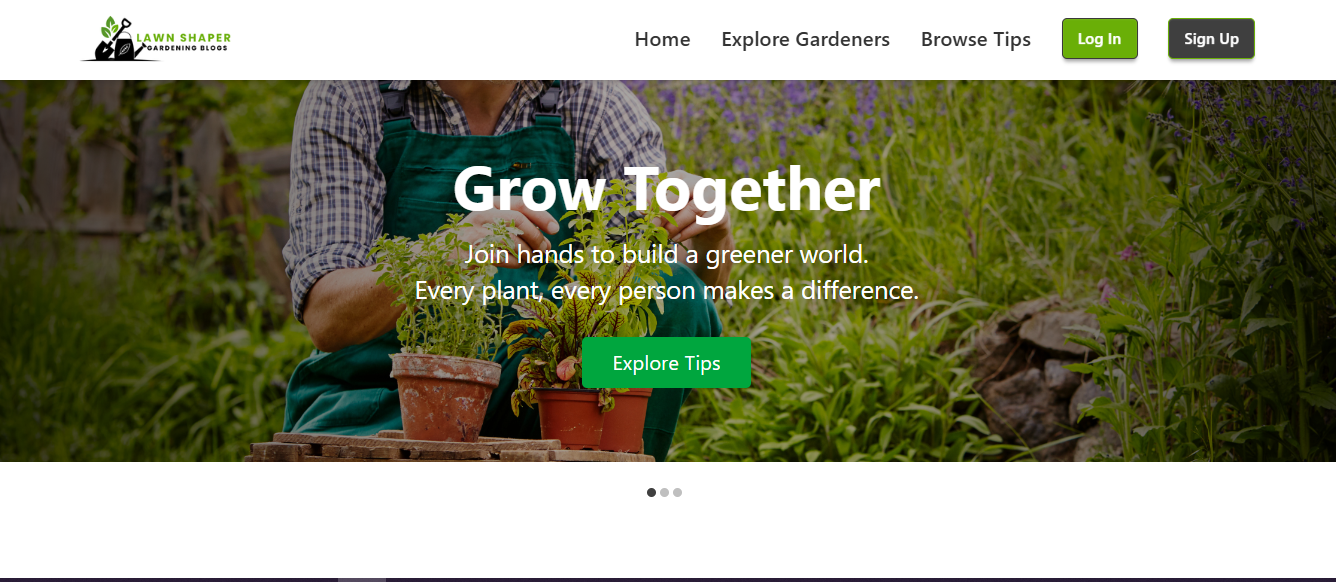 LAWN SHAPER
GARDENING BLOGS
Home
Explore Gardeners
Browse Tips
Log In
Sign Up
Grow Together
Join hands to build a greener world.
Every plant, every person makes a difference.
Explore Tips